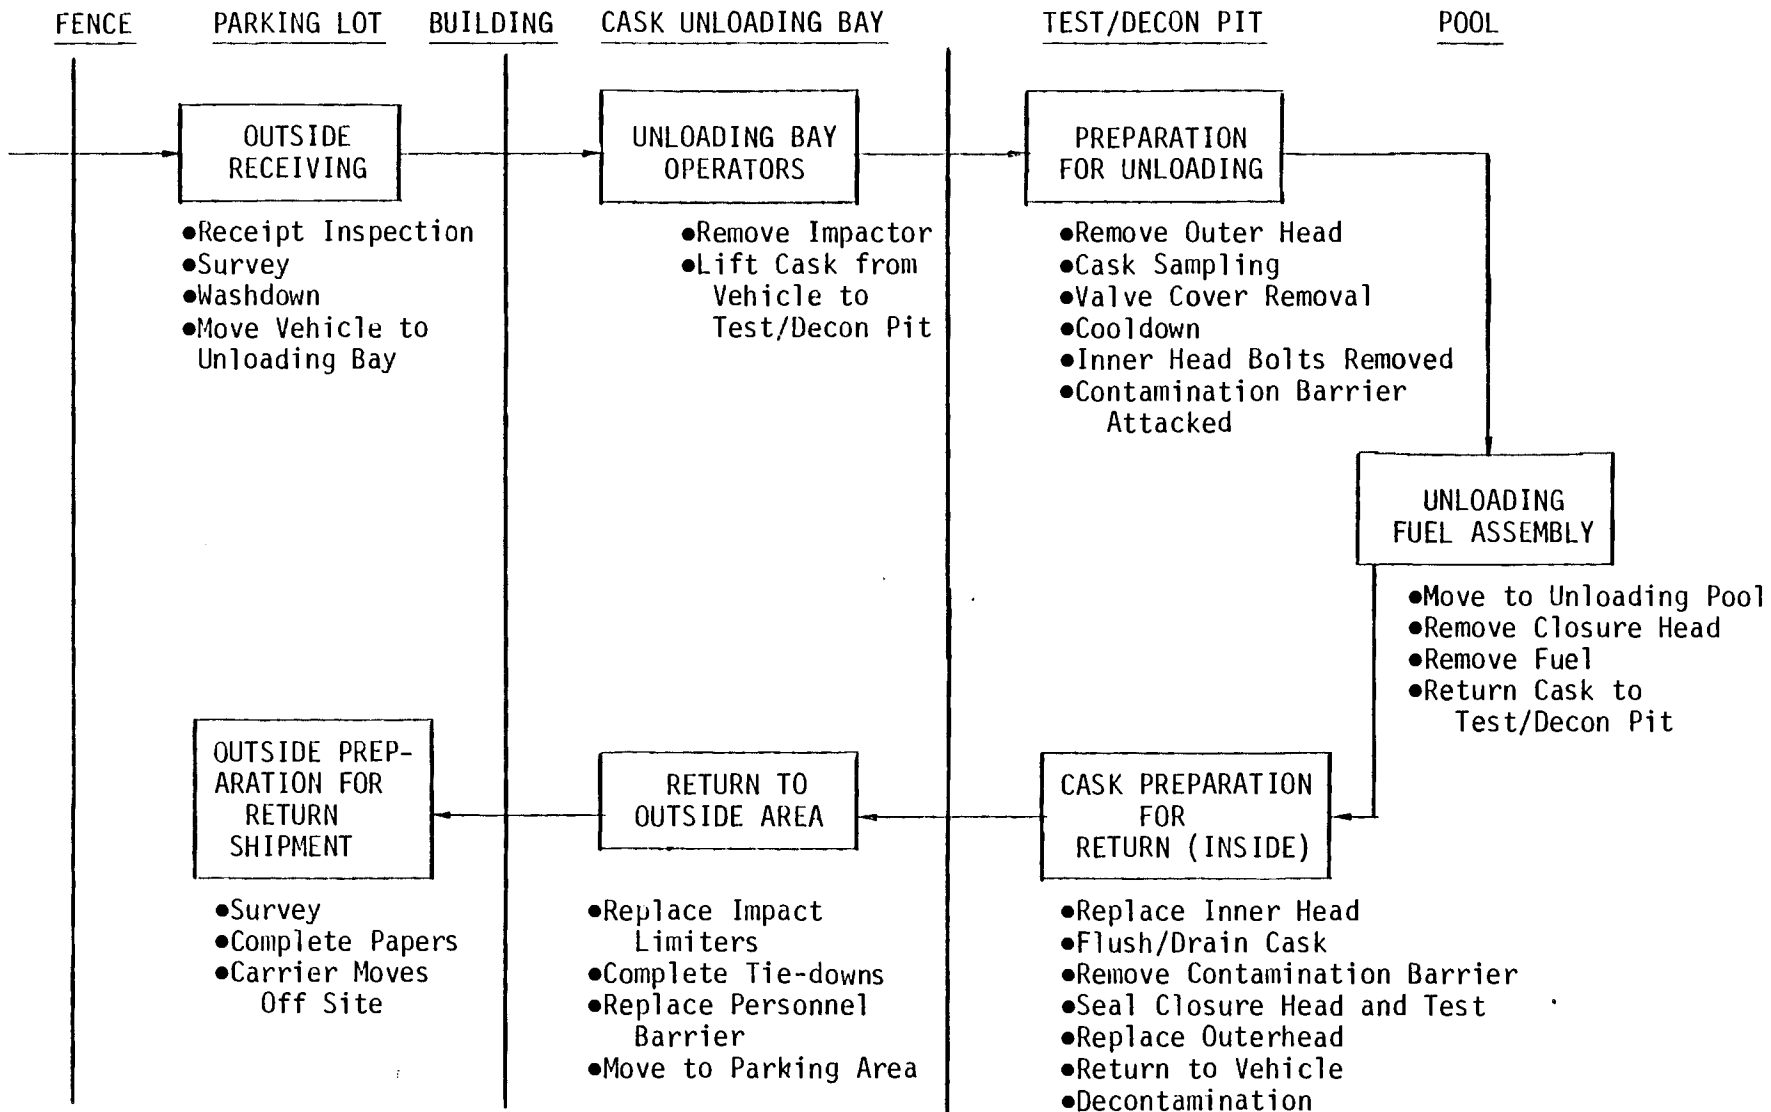 FENCE PARKING LOT BUILDING CASK UNLOADING BAY TEST/DECON PIT POOL
OUTSIDE
RECEIVING
●Receipt Inspection
●Survey
●Washdown
●Move Vehicle to
Unloading Bay
UNLOADING BAY
OPERATORS
●Remove Impactor
●Lift Cask from
Vehicle to
Test/Decon Pit
PREPARATION
FOR UNLOADING
●Remove Outer Head
●Cask Sampling
●Valve Cover Removal
●Cooldown
●Inner Head Bolts Removed
●Contamination Barrier
Attacked
UNLOADING
FUEL ASSEMBLY
●Move to Unloading Pool
●Remove Closure Head
●Remove Fuel
●Return Cask to
Test/Decon Pit
CASK PREPARATION
FOR
RETURN (INSIDE)
●Replace Inner Head
●Flush/Drain Cask
●Remove Contamination Barrier
●Seal Closure Head and Test
●Replace Outerhead
●Return to Vehicle
●Decontamination
RETURN TO
OUTSIDE AREA
●Replace Impact
Limiters
●Complete Tie-downs
●Replace Personnel
Barrier
●Move to Parking Area
OUTSIDE PREP-
ARATION FOR
RETURN
SHIPMENT
●Survey
●Complete Papers
●Carrier Moves
Off Site